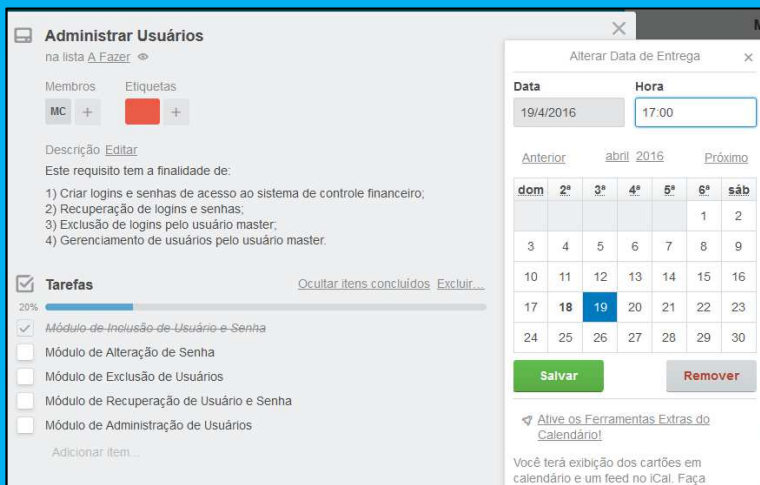 Administrar Usuários
na lista A Fazer
Membros Etiquetas
MC + +
Descrição Editar
Este requisito tem a finalidade de:
1) Criar logins e senhas de acesso ao sistema de controle financeiro;
2) Recuperação de logins e senhas;
3) Exclusão de logins pelo usuário master;
4) Gerenciamento de usuários pelo usuário master.
Tarefas Ocultar itens concluídos Excluir...
20%
Módulo de Inclusão de Usuário e Senha
Módulo de Alteração de Senha
Módulo de Exclusão de Usuários
Módulo de Recuperação de Usuário e Senha
Módulo de Administração de Usuários
Adicionar item...
Alterar Data de Entrega
Data Hora
19/4/2016 17:00
Anterior abril 2016 Próximo
dom 2ª 3ª 4ª 5ª 6ª sáb
1 2
3 4 5 6 7 8 9
10 11 12 13 14 15 16
17 18 19 20 21 22 23
24 25 26 27 28 29 30
Salvar Remover
Ative os Ferramentas Extras do
Calendário!
Você terá exibição dos cartões em
calendário e um feed no iCal. Faça